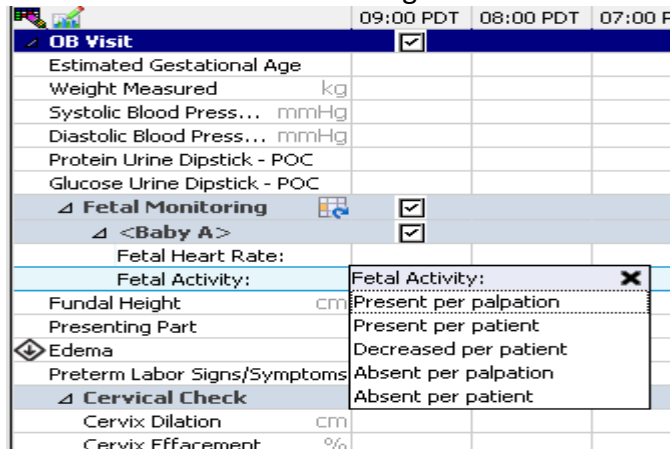 09:00 PDT 08:00 PDT 07:00 P
OB Visit
Estimated Gestational Age
Weight Measured kg
Systolic Blood Press... mmHg
Diastolic Blood Press... mmHg
Protein Urine Dipstick - POC
Glucose Urine Dipstick - POC
Fetal Monitoring
<Baby A>
Fetal Heart Rate:
Fetal Activity:
Fundal Height cm
Presenting Part
Edema
Preterm Labor Signs/Symptoms
Cervical Check
Cervix Dilation cm
Cervix Effacement %
Fetal Activity:
Present per palpation
Present per patient
Decreased per patient
Absent per palpation
Absent per patient